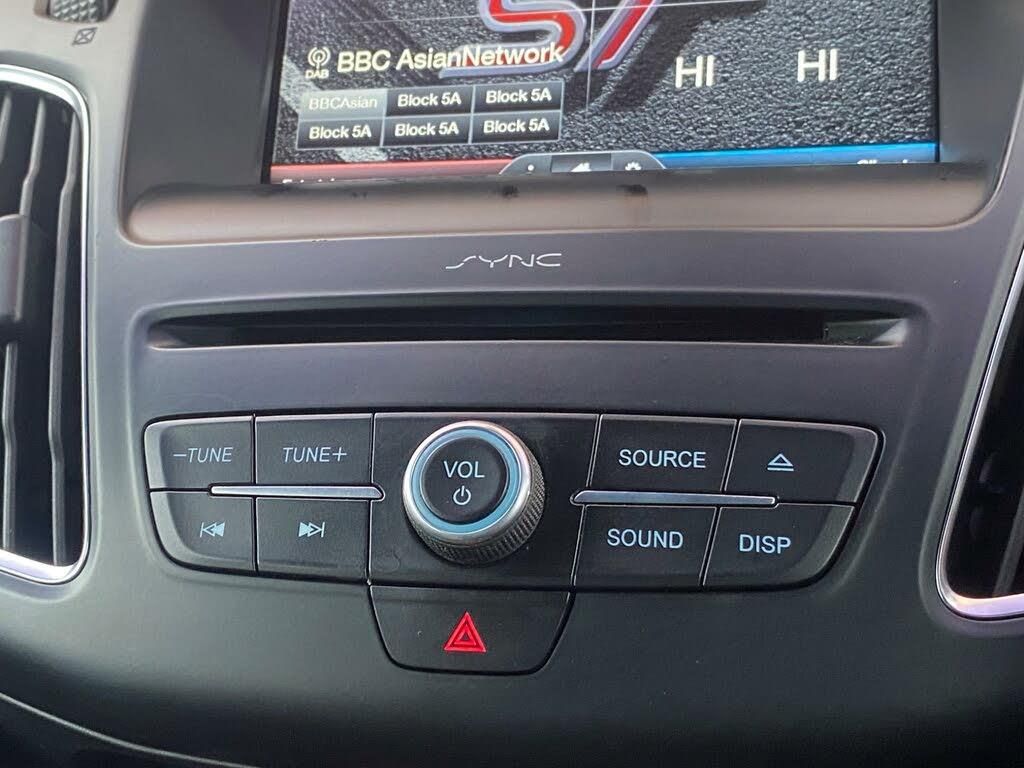 ST
DAB BBC AsianNetwork
HI HI
BBCAsian Block 5A Block 5A
Block 5A Block 5A Block 5A
SYNC
−TUNE TUNE+
VOL
SOURCE
SOUND
DISP